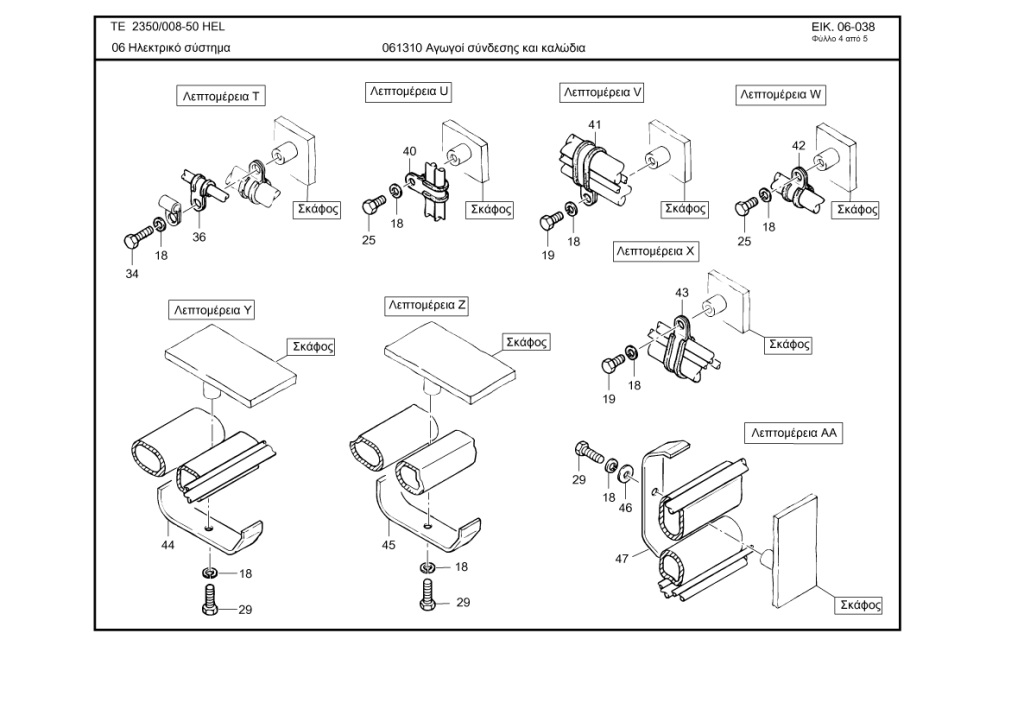 TE 2350/008-50 HEL
ΕΙΚ. 06-038
Φύλλο 4 από 5
06 Ηλεκτρικό σύστημα
061310 Αγωγοί σύνδεσης και καλώδια
Λεπτομέρεια T
Λεπτομέρεια U
Λεπτομέρεια V
Λεπτομέρεια W
36
18
34
Σκάφος
40
18
25
Σκάφος
41
18
19
Σκάφος
42
18
25
Σκάφος
Λεπτομέρεια X
43
18
19
Σκάφος
Λεπτομέρεια Y
Σκάφος
44
18
29
Λεπτομέρεια Z
Σκάφος
45
18
29
Λεπτομέρεια AA
29
18
46
47
Σκάφος